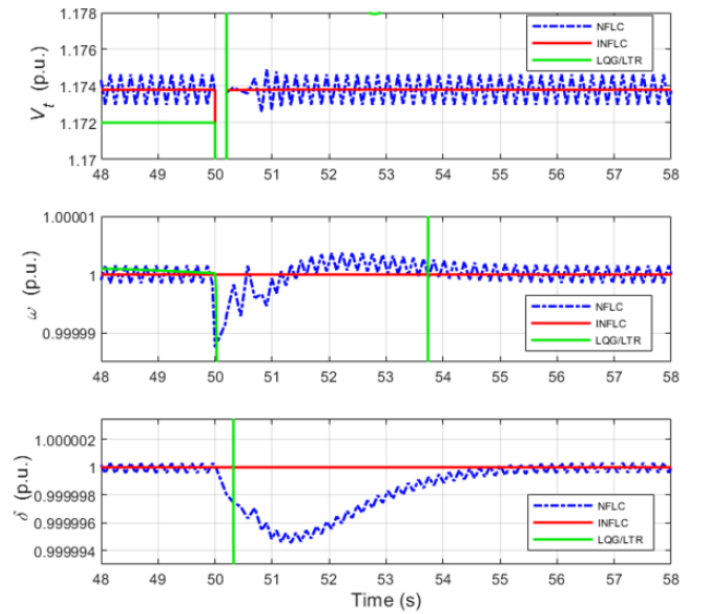 1.178
1.176
1.174
1.172
1.17
V_t (p.u.)
NFLC
INFLC
LQG/LTR
48 49 50 51 52 53 54 55 56 57 58
1.00001
1
0.99999
ω (p.u.)
NFLC
INFLC
LQG/LTR
48 49 50 51 52 53 54 55 56 57 58
1.000002
1
0.999998
0.999996
0.999994
δ (p.u.)
NFLC
INFLC
LQG/LTR
48 49 50 51 52 53 54 55 56 57 58
Time (s)